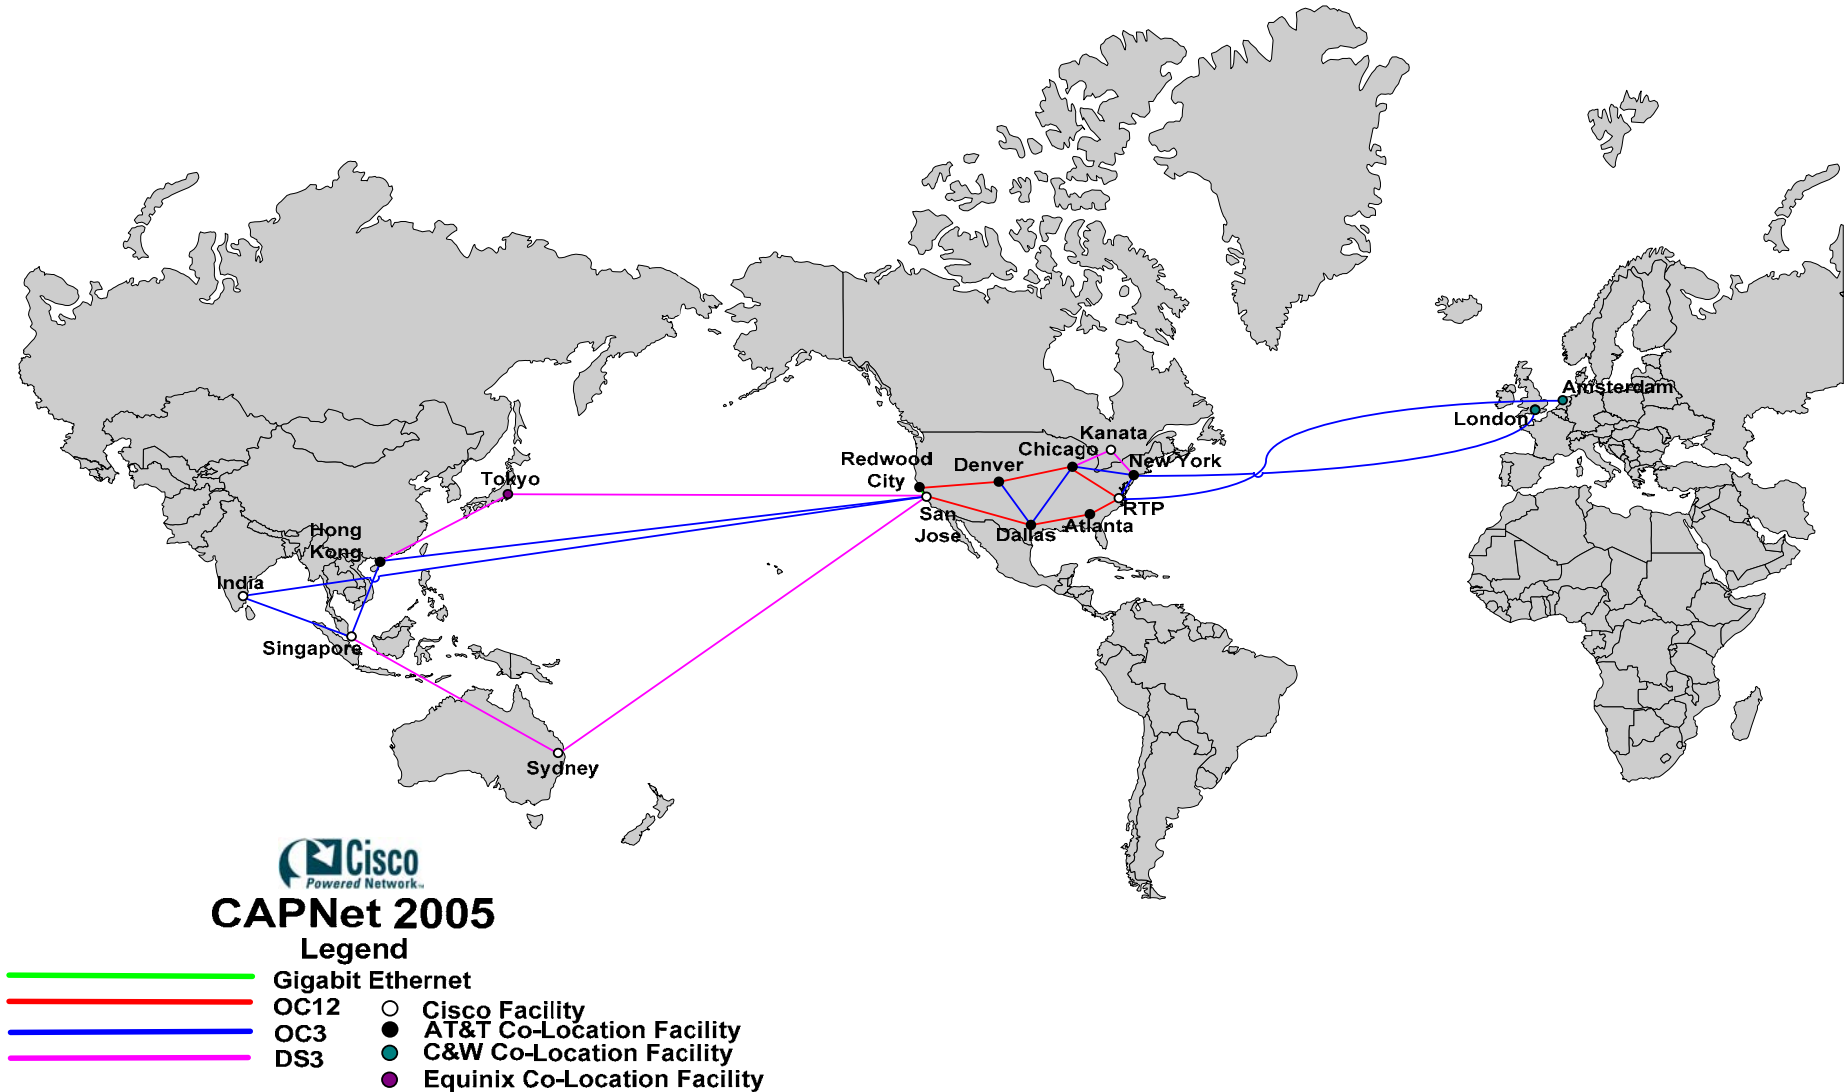 Amsterdam
London
Kanata
Chicago
New York
Redwood
City
Denver
Tokyo
RTP
San
Jose
Dallas
Atlanta
Hong
Kong
India
Singapore
Sydney
Cisco
Powered Network™
CAPNet 2005
Legend
Gigabit Ethernet
OC12
OC3
DS3
Cisco Facility
AT&T Co-Location Facility
C&W Co-Location Facility
Equinix Co-Location Facility